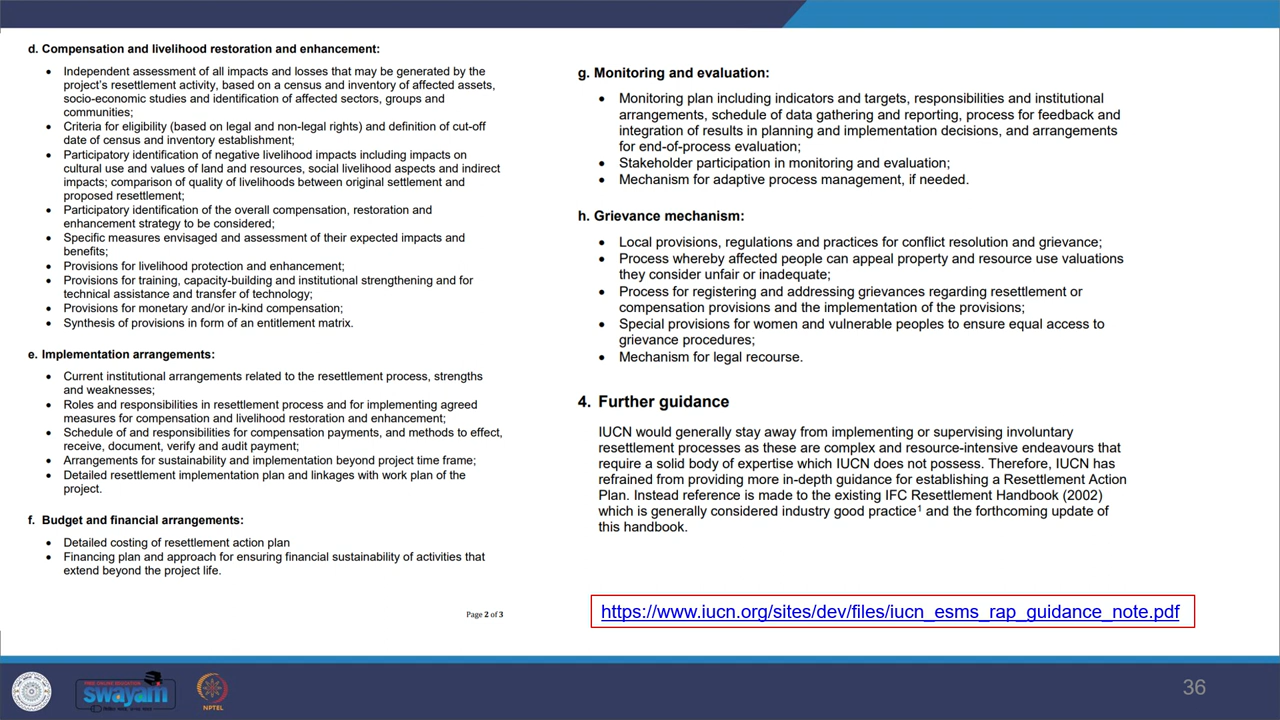 d. Compensation and livelihood restoration and enhancement:
• Independent assessment of all impacts and losses that may be generated by the
project's resettlement activity, based on a census and inventory of affected assets,
socio-economic studies and identification of affected sectors, groups and
communities;
• Criteria for eligibility (based on legal and non-legal rights) and definition of cut-off
date of census and inventory establishment;
• Participatory identification of negative livelihood impacts including impacts on
cultural use and values of land and resources, social livelihood aspects and indirect
impacts; comparison of quality of livelihoods between original settlement and
proposed resettlement;
• Participatory identification of the overall compensation, restoration and
enhancement strategy to be considered;
• Specific measures envisaged and assessment of their expected impacts and
benefits;
• Provisions for livelihood protection and enhancement;
• Provisions for training, capacity-building and institutional strengthening and for
technical assistance and transfer of technology;
• Provisions for monetary and/or in-kind compensation;
• Synthesis of provisions in form of an entitlement matrix.
e. Implementation arrangements:
• Current institutional arrangements related to the resettlement process, strengths
and weaknesses;
• Roles and responsibilities in resettlement process and for implementing agreed
measures for compensation and livelihood restoration and enhancement;
• Schedule of and responsibilities for compensation payments, and methods to effect,
receive, document, verify and audit payment;
• Arrangements for sustainability and implementation beyond project time frame;
• Detailed resettlement implementation plan and linkages with work plan of the
project.
f. Budget and financial arrangements:
• Detailed costing of resettlement action plan
• Financing plan and approach for ensuring financial sustainability of activities that
extend beyond the project life.
Page 2 of 3
g. Monitoring and evaluation:
• Monitoring plan including indicators and targets, responsibilities and institutional
arrangements, schedule of data gathering and reporting, process for feedback and
integration of results in planning and implementation decisions, and arrangements
for end-of-process evaluation;
• Stakeholder participation in monitoring and evaluation;
• Mechanism for adaptive process management, if needed.
h. Grievance mechanism:
• Local provisions, regulations and practices for conflict resolution and grievance;
• Process whereby affected people can appeal property and resource use valuations
they consider unfair or inadequate;
• Process for registering and addressing grievances regarding resettlement or
compensation provisions and the implementation of the provisions;
• Special provisions for women and vulnerable peoples to ensure equal access to
grievance procedures;
• Mechanism for legal recourse.
4. Further guidance
IUCN would generally stay away from implementing or supervising involuntary
resettlement processes as these are complex and resource-intensive endeavours that
require a solid body of expertise which IUCN does not possess. Therefore, IUCN has
refrained from providing more in-depth guidance for establishing a Resettlement Action
Plan. Instead reference is made to the existing IFC Resettlement Handbook (2002)
which is generally considered industry good practice¹ and the forthcoming update of
this handbook.
https://www.iucn.org/sites/dev/files/iucn_esms_rap_guidance_note.pdf
swayam
NPTEL
36